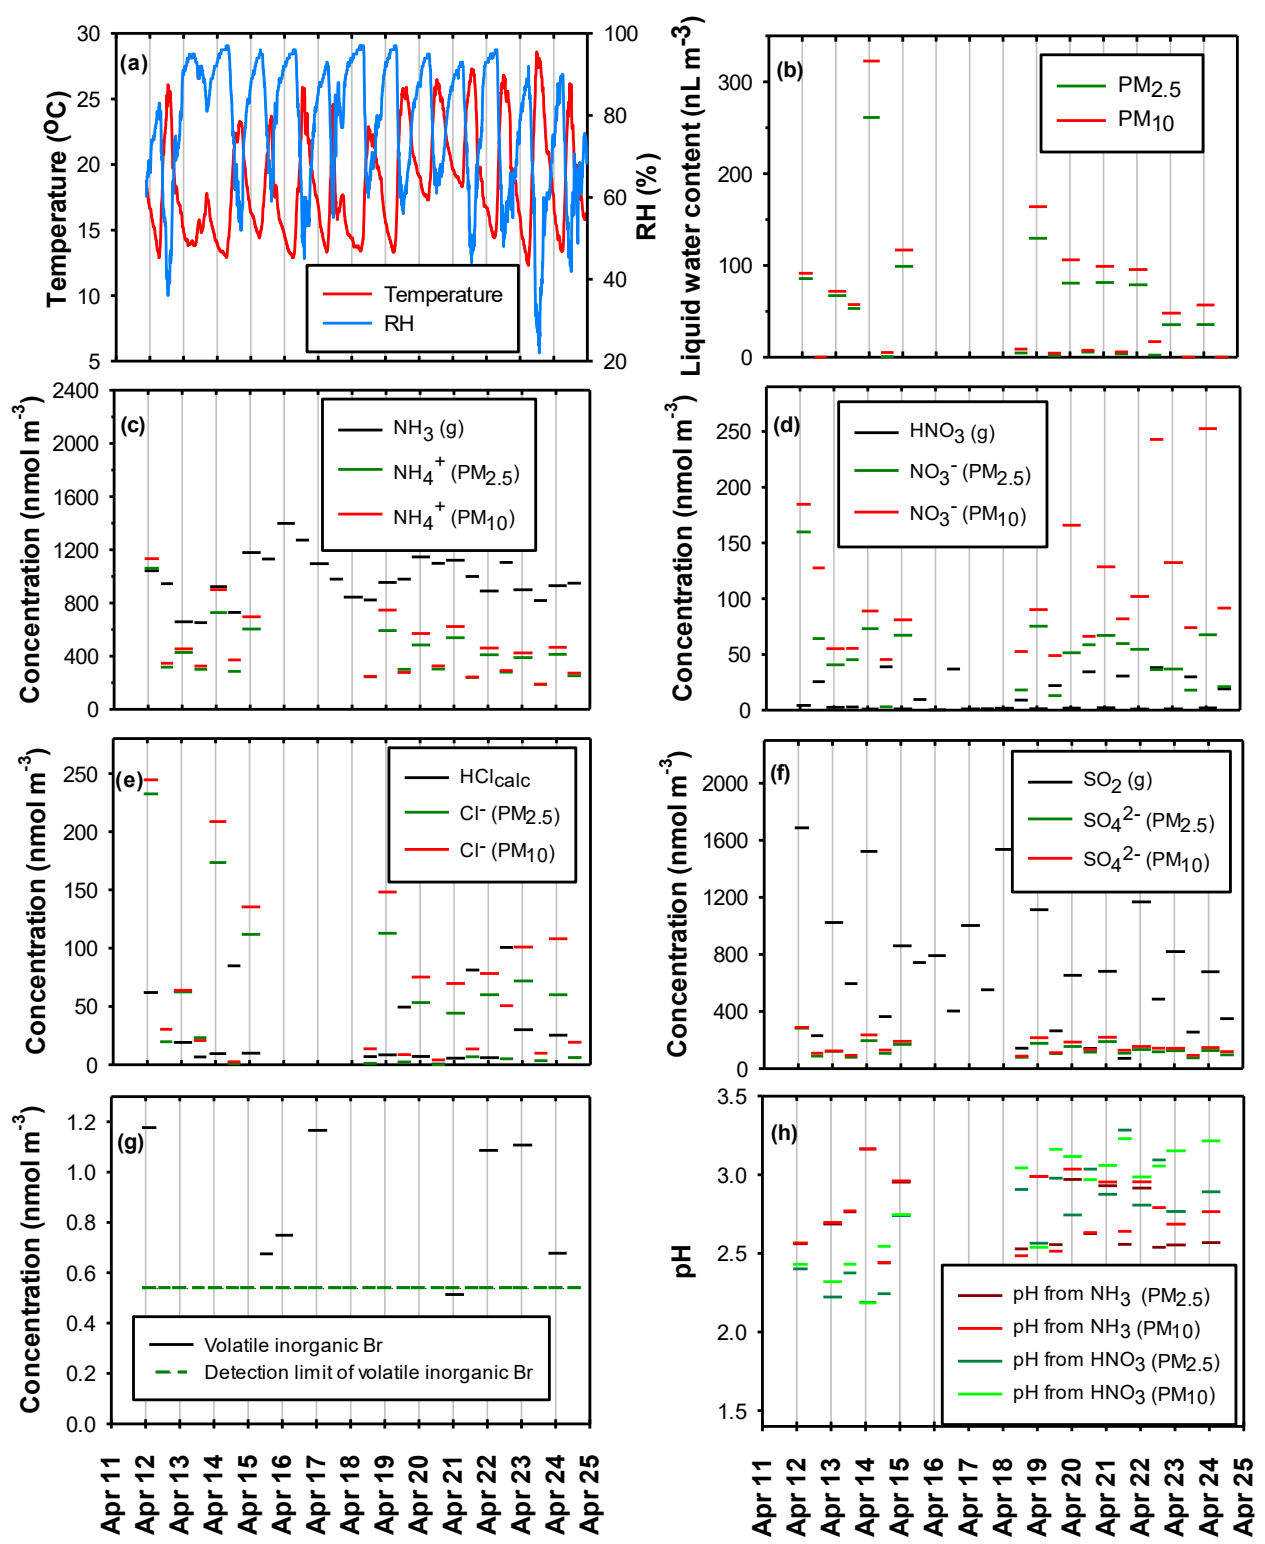 (a)
Temperature (⁰C)
30
25
20
15
10
5
100
80
60
40
20
RH (%)
Temperature
RH
(b)
Liquid water content (nL m⁻³)
300
200
100
0
PM₂.₅
PM₁₀
(c)
Concentration (nmol m⁻³)
2400
2000
1600
1200
800
400
0
NH₃ (g)
NH₄⁺ (PM₂.₅)
NH₄⁺ (PM₁₀)
(d)
Concentration (nmol m⁻³)
250
200
150
100
50
0
HNO₃ (g)
NO₃⁻ (PM₂.₅)
NO₃⁻ (PM₁₀)
(e)
Concentration (nmol m⁻³)
250
200
150
100
50
0
HCl_calc
Cl⁻ (PM₂.₅)
Cl⁻ (PM₁₀)
(f)
Concentration (nmol m⁻³)
2000
1600
1200
800
400
0
SO₂ (g)
SO₄²⁻ (PM₂.₅)
SO₄²⁻ (PM₁₀)
(g)
Concentration (nmol m⁻³)
1.2
1.0
0.8
0.6
0.4
0.2
0.0
Volatile inorganic Br
Detection limit of volatile inorganic Br
Apr 11
Apr 12
Apr 13
Apr 14
Apr 15
Apr 16
Apr 17
Apr 18
Apr 19
Apr 20
Apr 21
Apr 22
Apr 23
Apr 24
Apr 25
(h)
pH
3.5
3.0
2.5
2.0
1.5
pH from NH₃ (PM₂.₅)
pH from NH₃ (PM₁₀)
pH from HNO₃ (PM₂.₅)
pH from HNO₃ (PM₁₀)
Apr 11
Apr 12
Apr 13
Apr 14
Apr 15
Apr 16
Apr 17
Apr 18
Apr 19
Apr 20
Apr 21
Apr 22
Apr 23
Apr 24
Apr 25